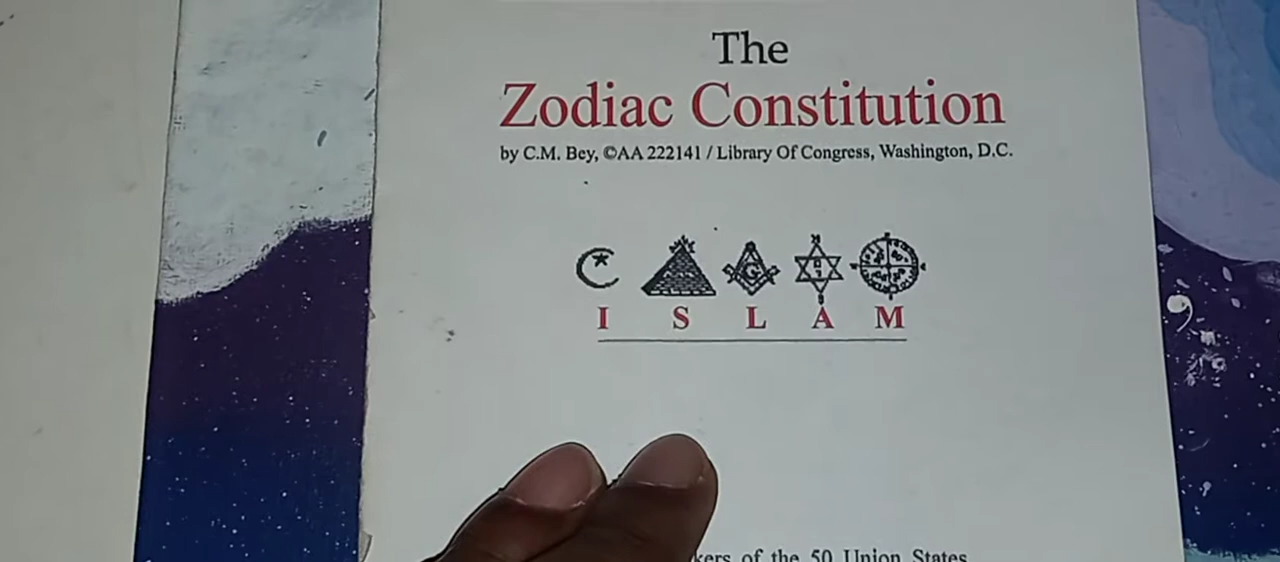 The
Zodiac Constitution
by C.M. Bey, ©AA 222141 / Library Of Congress, Washington, D.C.
G
I S L A M
of the 50 Union States